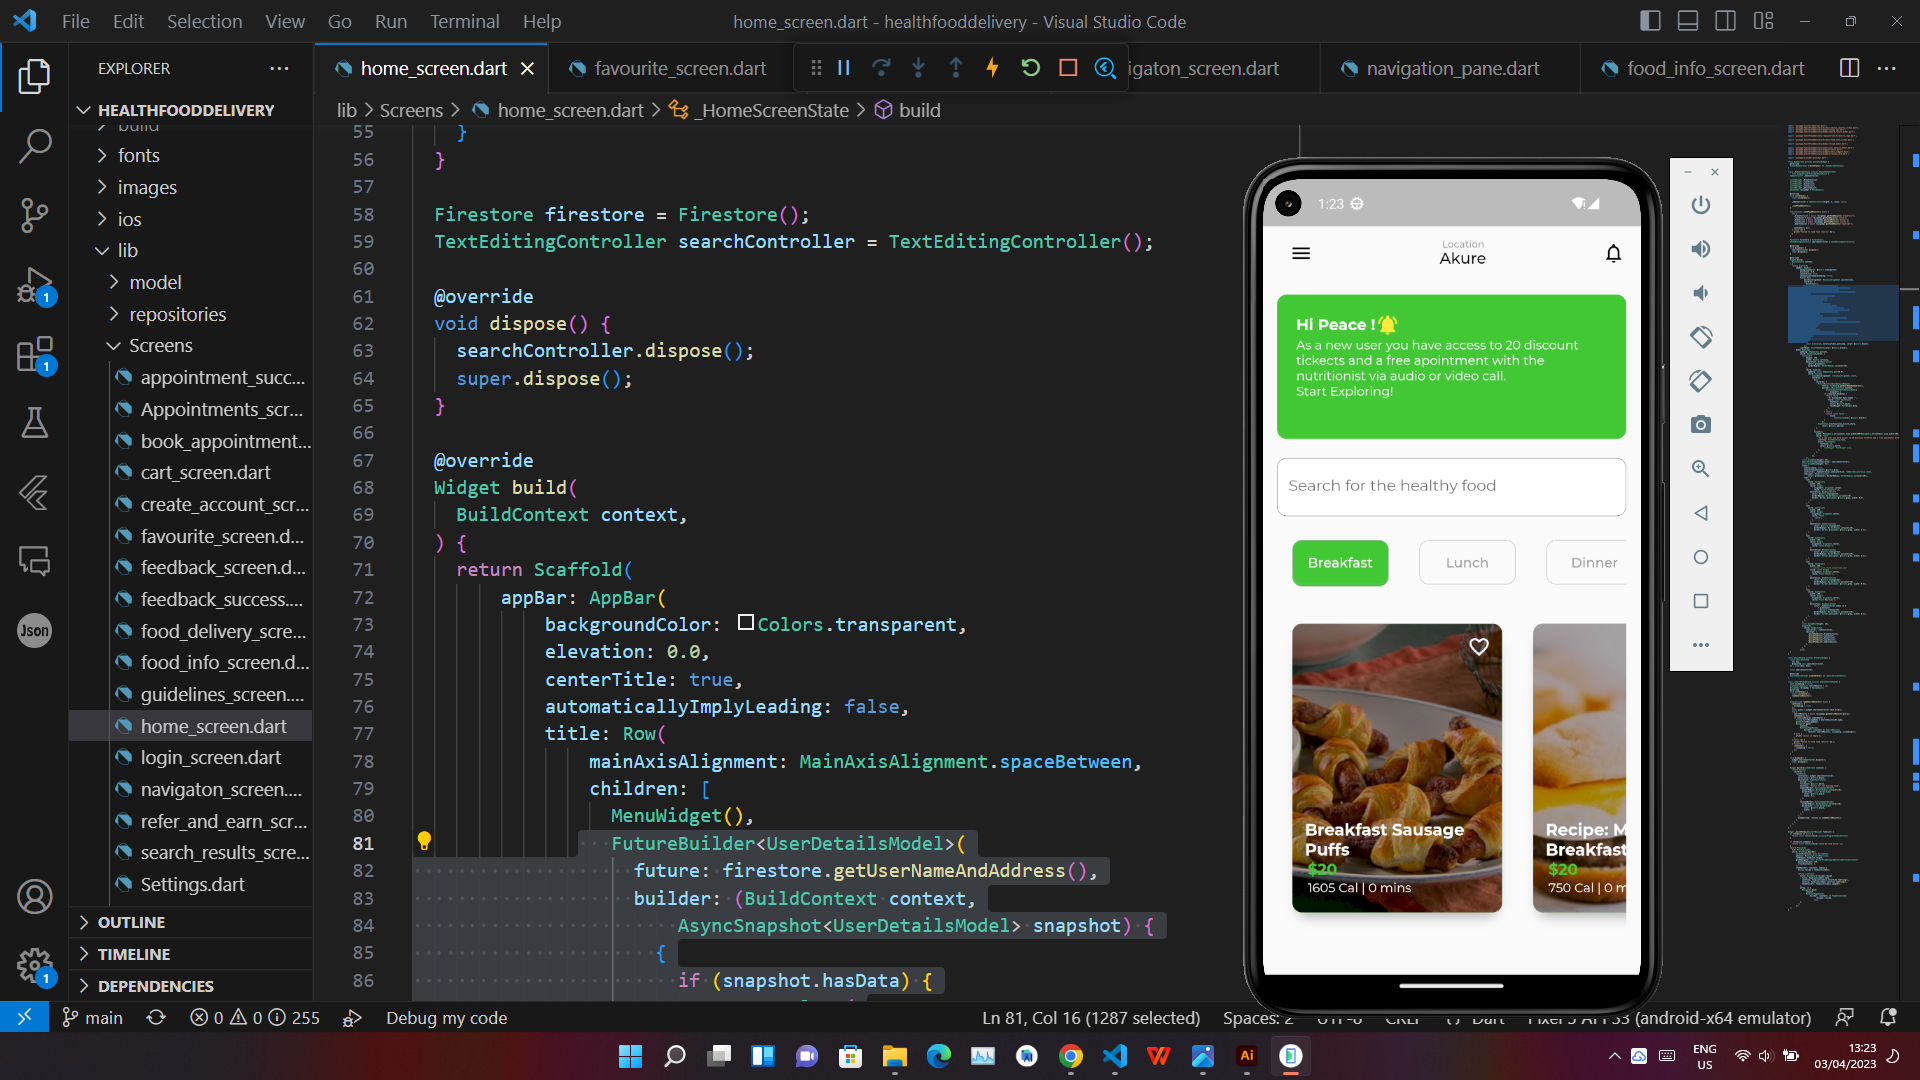 File Edit Selection View Go Run Terminal Help
home_screen.dart - healthfooddelivery - Visual Studio Code
EXPLORER
home_screen.dart
favourite_screen.dart
igaton_screen.dart
navigation_pane.dart
food_info_screen.dart
HEALTHFOODDELIVERY
lib > Screens > home_screen.dart > _HomeScreenState > build
build
fonts
images
ios
lib
model
repositories
Screens
appointment_succ...
Appointments_scr...
book_appointment...
cart_screen.dart
create_account_scr...
favourite_screen.d...
feedback_screen.d...
feedback_success....
food_delivery_scre...
food_info_screen.d...
guidelines_screen....
home_screen.dart
login_screen.dart
navigaton_screen....
refer_and_earn_scr...
search_results_scre...
Settings.dart
OUTLINE
TIMELINE
DEPENDENCIES
Json
1
1
1
55 }
56 }
57
58 Firestore firestore = Firestore();
59 TextEditingController searchController = TextEditingController();
60
61 @override
62 void dispose() {
63 searchController.dispose();
64 super.dispose();
65 }
66
67 @override
68 Widget build(
69 BuildContext context,
70 ) {
71 return Scaffold(
72 appBar: AppBar(
73 backgroundColor: Colors.transparent,
74 elevation: 0.0,
75 centerTitle: true,
76 automaticallyImplyLeading: false,
77 title: Row(
78 mainAxisAlignment: MainAxisAlignment.spaceBetween,
79 children: [
80 MenuWidget(),
81 FutureBuilder<UserDetailsModel>(
82 future: firestore.getUserNameAndAddress(),
83 builder: (BuildContext context,
84 AsyncSnapshot<UserDetailsModel> snapshot) {
85 {
86 if (snapshot.hasData) {
1:23
Location
Akure
Hi Peace !
As a new user you have access to 20 discount
tickects and a free apointment with the
nutritionist via audio or video call.
Start Exploring!
Search for the healthy food
Breakfast Lunch Dinner
Breakfast Sausage
Puffs
$20
1605 Cal | 0 mins
Recipe: M
Breakfast
$20
750 Cal | 0 m
main 0 0 255 Debug my code
Ln 81, Col 16 (1287 selected) Spaces: 2 UTF-8 CRLF {} Dart Pixel 5 API 33 (android-x64 emulator)
Ai
ENG
US
13:23
03/04/2023